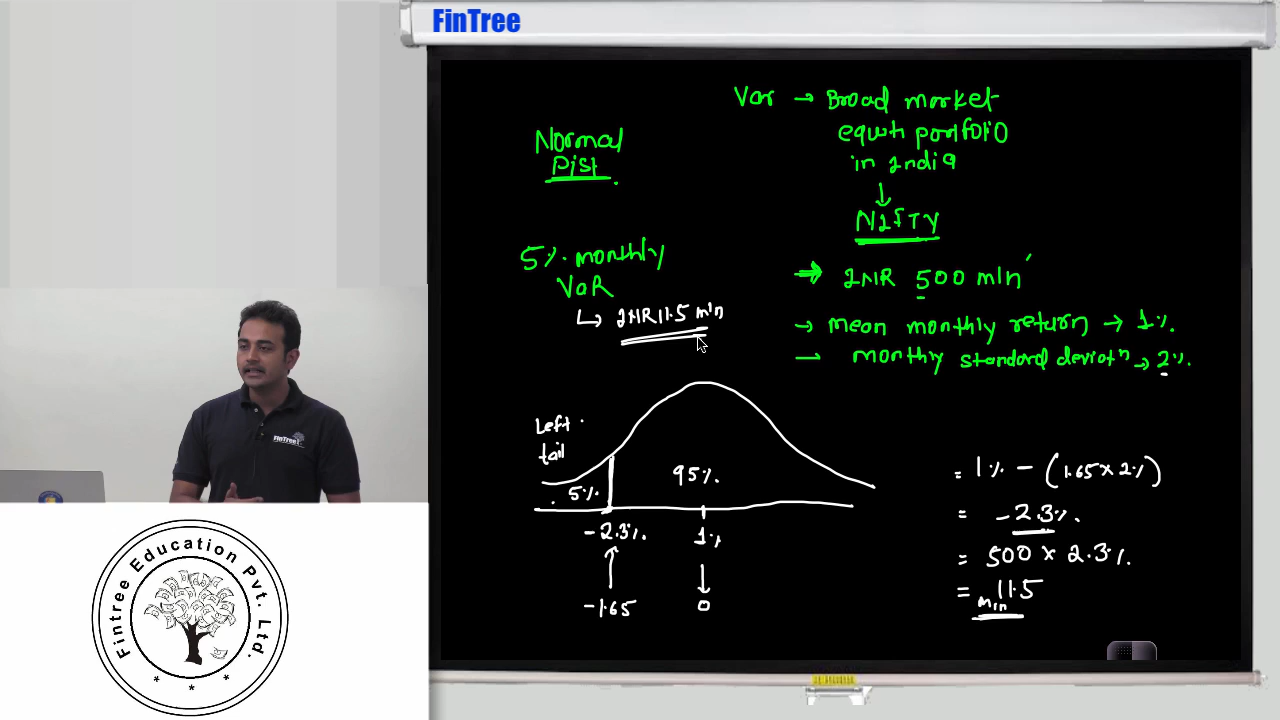 FinTree
Var → Broad market
equity portfolio
in India
↓
NIFTY
Normal
Dist
5% monthly
VaR
↳ INR 11.5 mln
⇒ INR 500 mln
→ mean monthly return → 1%.
→ monthly standard deviatn → 2%.
Left
tail
5%.
95%.
-2.3%.
1%
-1.65
0
= 1% - (1.65 x 2%)
= -2.3%.
= 500 x 2.3%.
= 11.5
mln
FinTree
Fintree Education Pvt. Ltd.
* * *